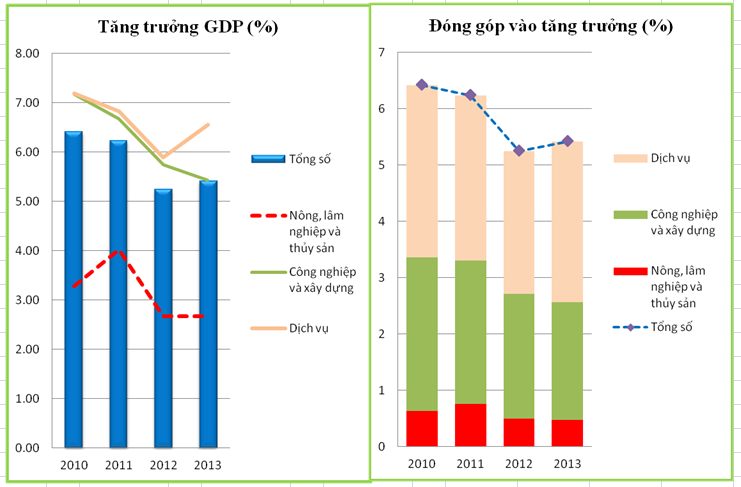 Tăng trưởng GDP (%)
8.00
7.00
6.00
5.00
4.00
3.00
2.00
1.00
0.00
2010 2011 2012 2013
Tổng số
Nông, lâm
nghiệp và
thủy sản
Công nghiệp
và xây dựng
Dịch vụ
Đóng góp vào tăng trưởng (%)
7
6
5
4
3
2
1
0
2010 2011 2012 2013
Dịch vụ
Công nghiệp
và xây dựng
Nông, lâm
nghiệp và
thủy sản
Tổng số